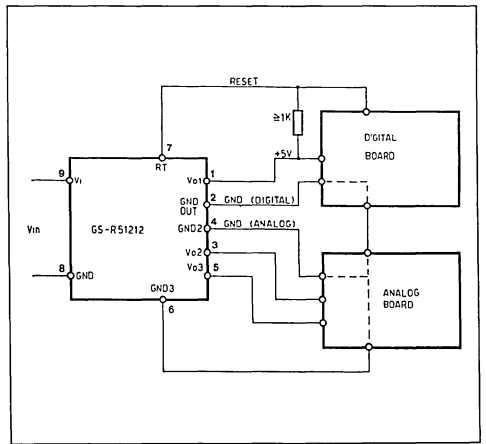 RESET
≥1K
D'GITAL
BOARD
7
RT
+5V
9
Vi
1
Vo1
2
GND
OUT
GND (DIGITAL)
4
GND (ANALOG)
GND2
Vin
GS-R51212
3
Vo2
5
Vo3
8
GND
GND3
6
ANALOG
BOARD